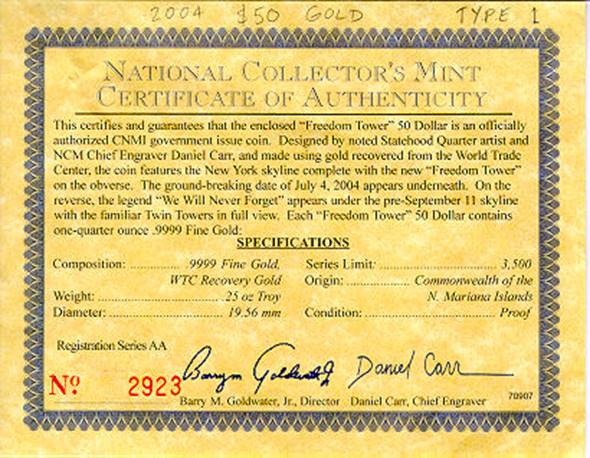 2004 $50 GOLD TYPE 1
NATIONAL COLLECTOR'S MINT
CERTIFICATE OF AUTHENTICITY
This certifies and guarantees that the enclosed "Freedom Tower" 50 Dollar is an officially
authorized CNMI government issue coin. Designed by noted Statehood Quarter artist and
NCM Chief Engraver Daniel Carr, and made using gold recovered from the World Trade
Center, the coin features the New York skyline complete with the new "Freedom Tower"
on the obverse. The ground-breaking date of July 4, 2004 appears underneath. On the
reverse, the legend "We Will Never Forget" appears under the pre-September 11 skyline
with the familiar Twin Towers in full view. Each "Freedom Tower" 50 Dollar contains
one-quarter ounce .9999 Fine Gold:
SPECIFICATIONS
Composition: .................. .9999 Fine Gold,
WTC Recovery Gold
Weight: ................................ .25 oz Troy
Diameter: .............................. 19.56 mm
Series Limit: ................................ 3,500
Origin: ................ Commonwealth of the
N. Mariana Islands
Condition: .................................. Proof
Registration Series AA
No. 2923
Barry M. Goldwater Jr. Daniel Carr
Barry M. Goldwater, Jr., Director Daniel Carr, Chief Engraver
70907